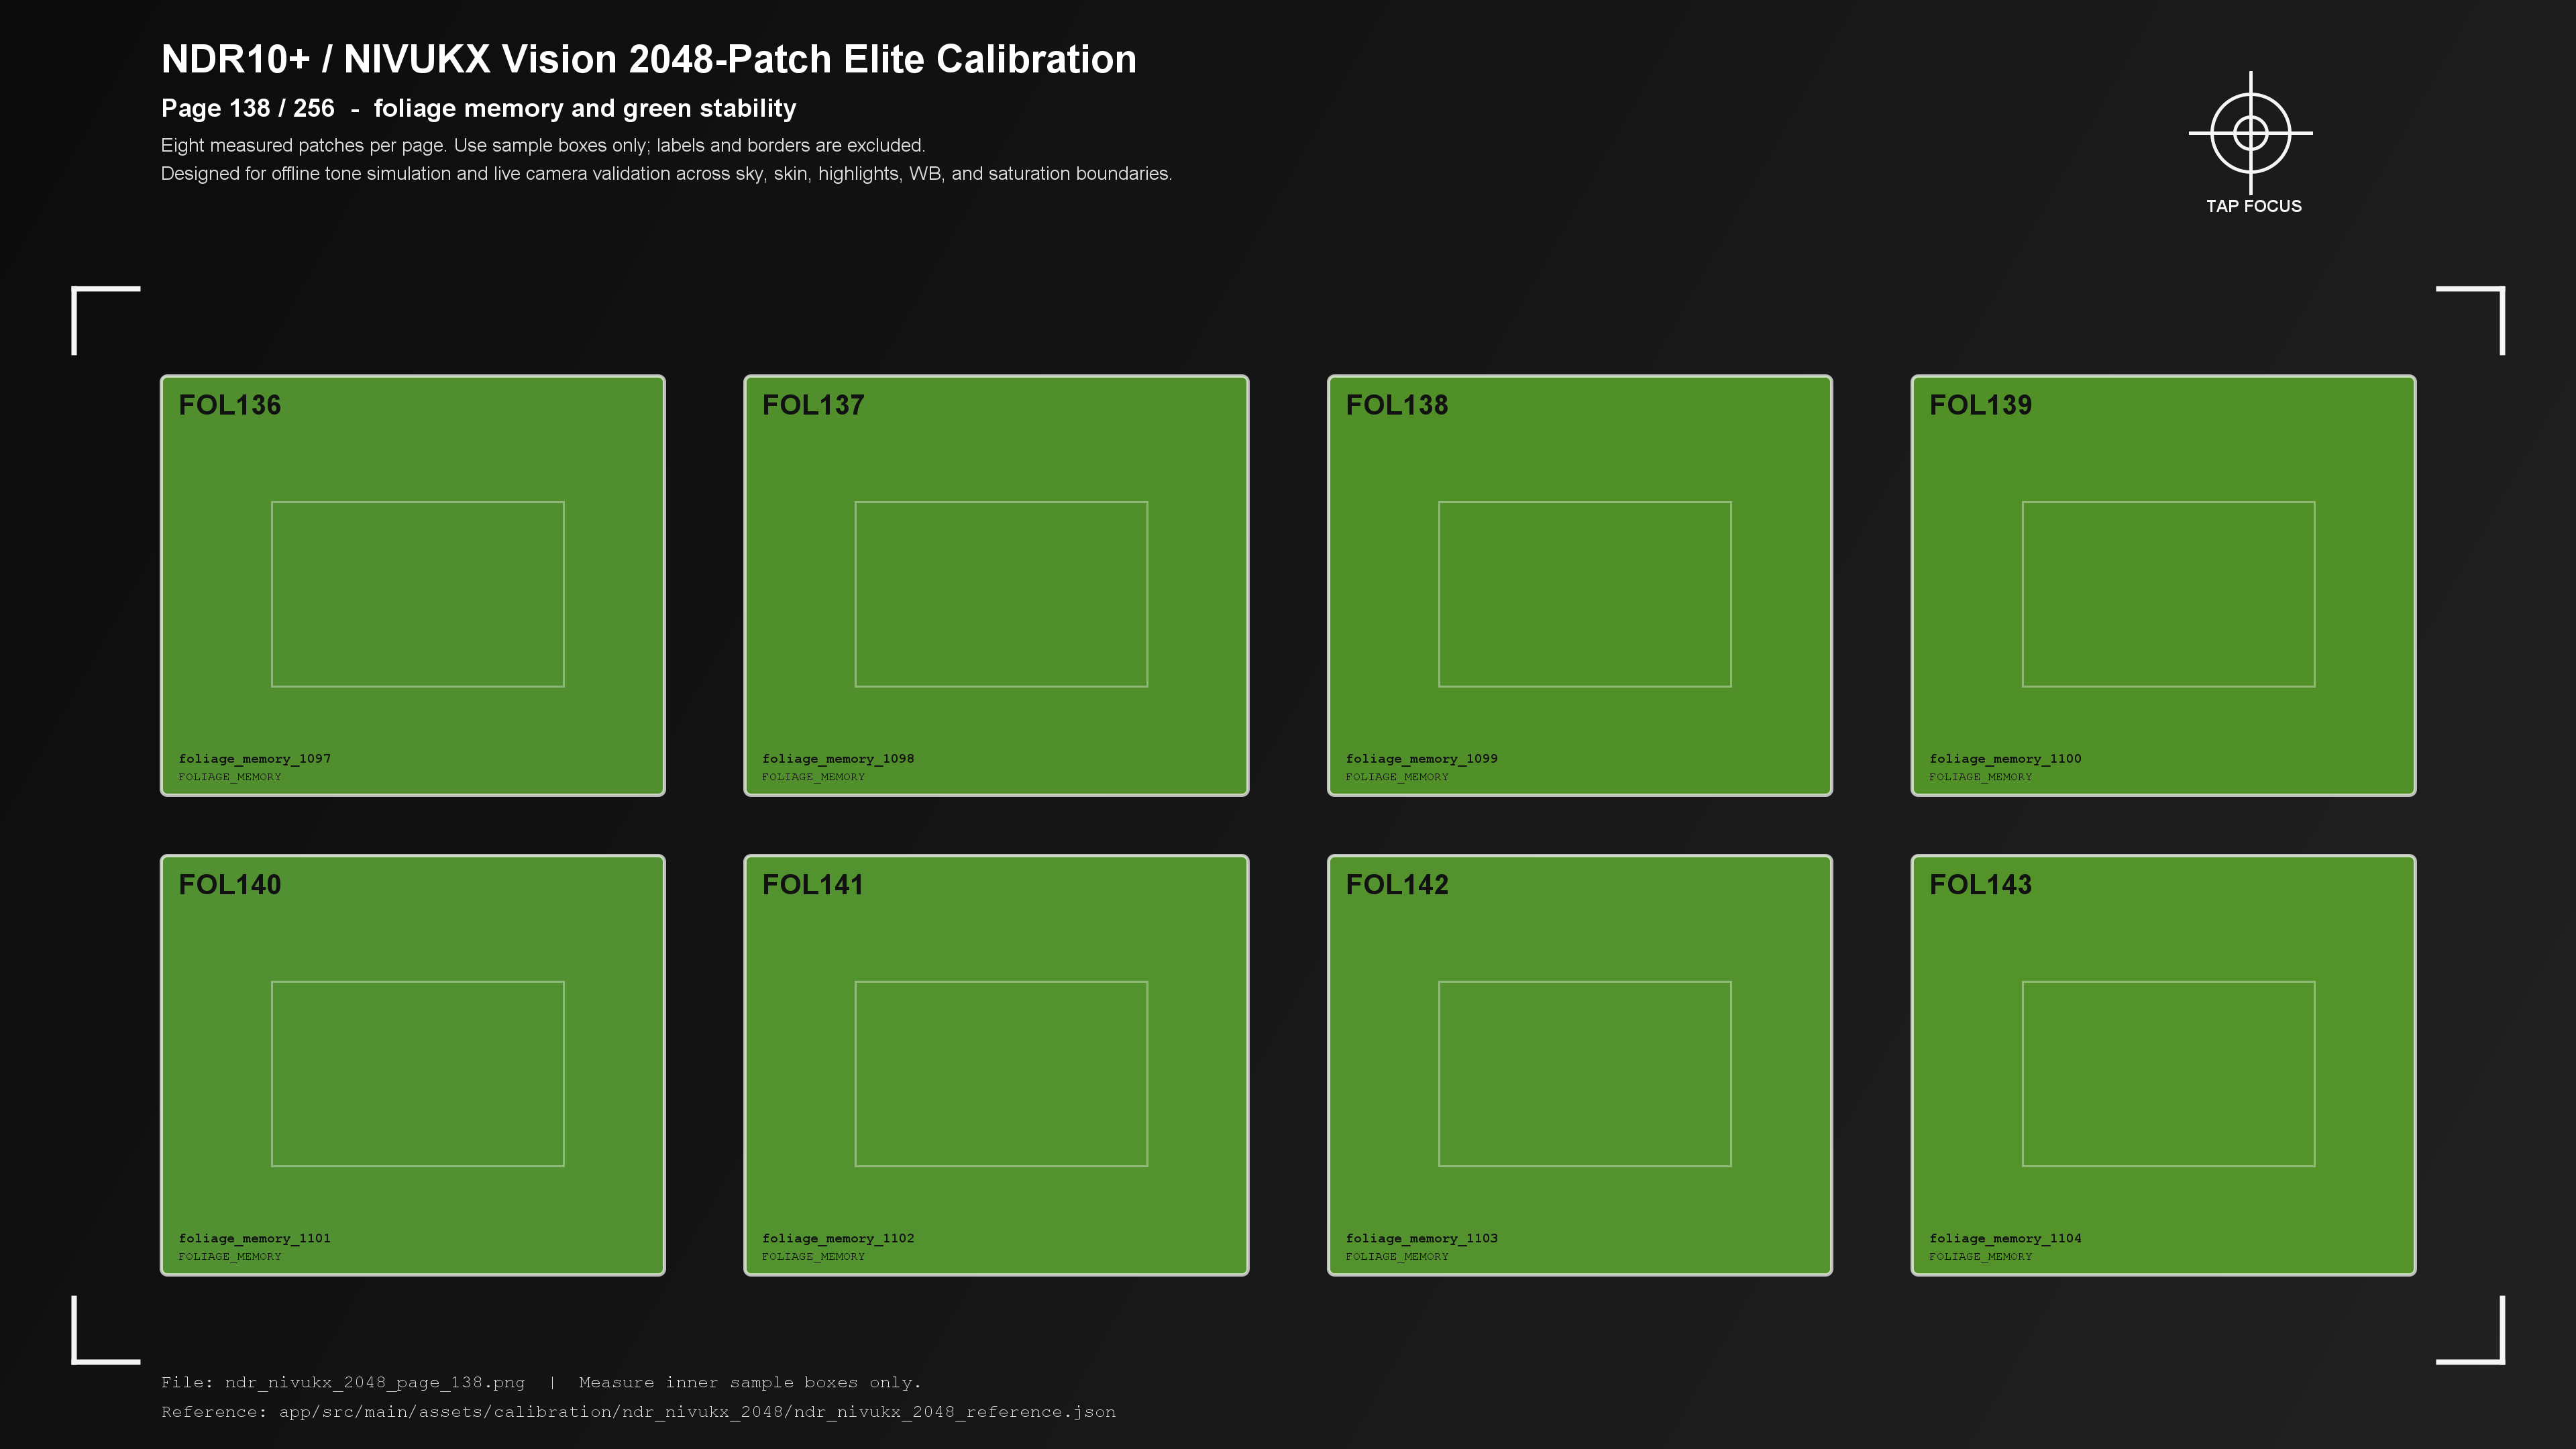 NDR10+ / NIVUKX Vision 2048-Patch Elite Calibration
Page 138 / 256 - foliage memory and green stability
Eight measured patches per page. Use sample boxes only; labels and borders are excluded.
Designed for offline tone simulation and live camera validation across sky, skin, highlights, WB, and saturation boundaries.
TAP FOCUS
FOL136
foliage_memory_1097
FOLIAGE_MEMORY
FOL137
foliage_memory_1098
FOLIAGE_MEMORY
FOL138
foliage_memory_1099
FOLIAGE_MEMORY
FOL139
foliage_memory_1100
FOLIAGE_MEMORY
FOL140
foliage_memory_1101
FOLIAGE_MEMORY
FOL141
foliage_memory_1102
FOLIAGE_MEMORY
FOL142
foliage_memory_1103
FOLIAGE_MEMORY
FOL143
foliage_memory_1104
FOLIAGE_MEMORY
File: ndr_nivukx_2048_page_138.png | Measure inner sample boxes only.
Reference: app/src/main/assets/calibration/ndr_nivukx_2048/ndr_nivukx_2048_reference.json